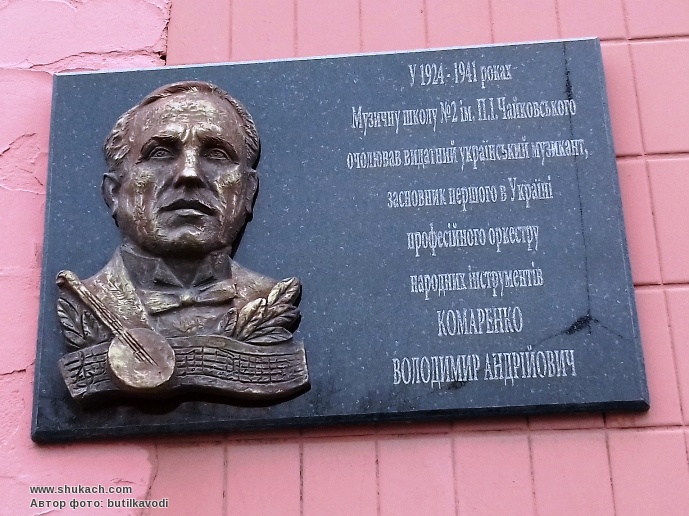 У 1924 - 1941 роках
Музичну школу №2 ім. П.І.Чайковського
очолював видатний український музикант,
засновник першого в Україні
професійного оркестру
народних інструментів
КОМАРЕНКО
ВОЛОДИМИР АНДРІЙОВИЧ
www.shukach.com
Автор фото: butilkavodi